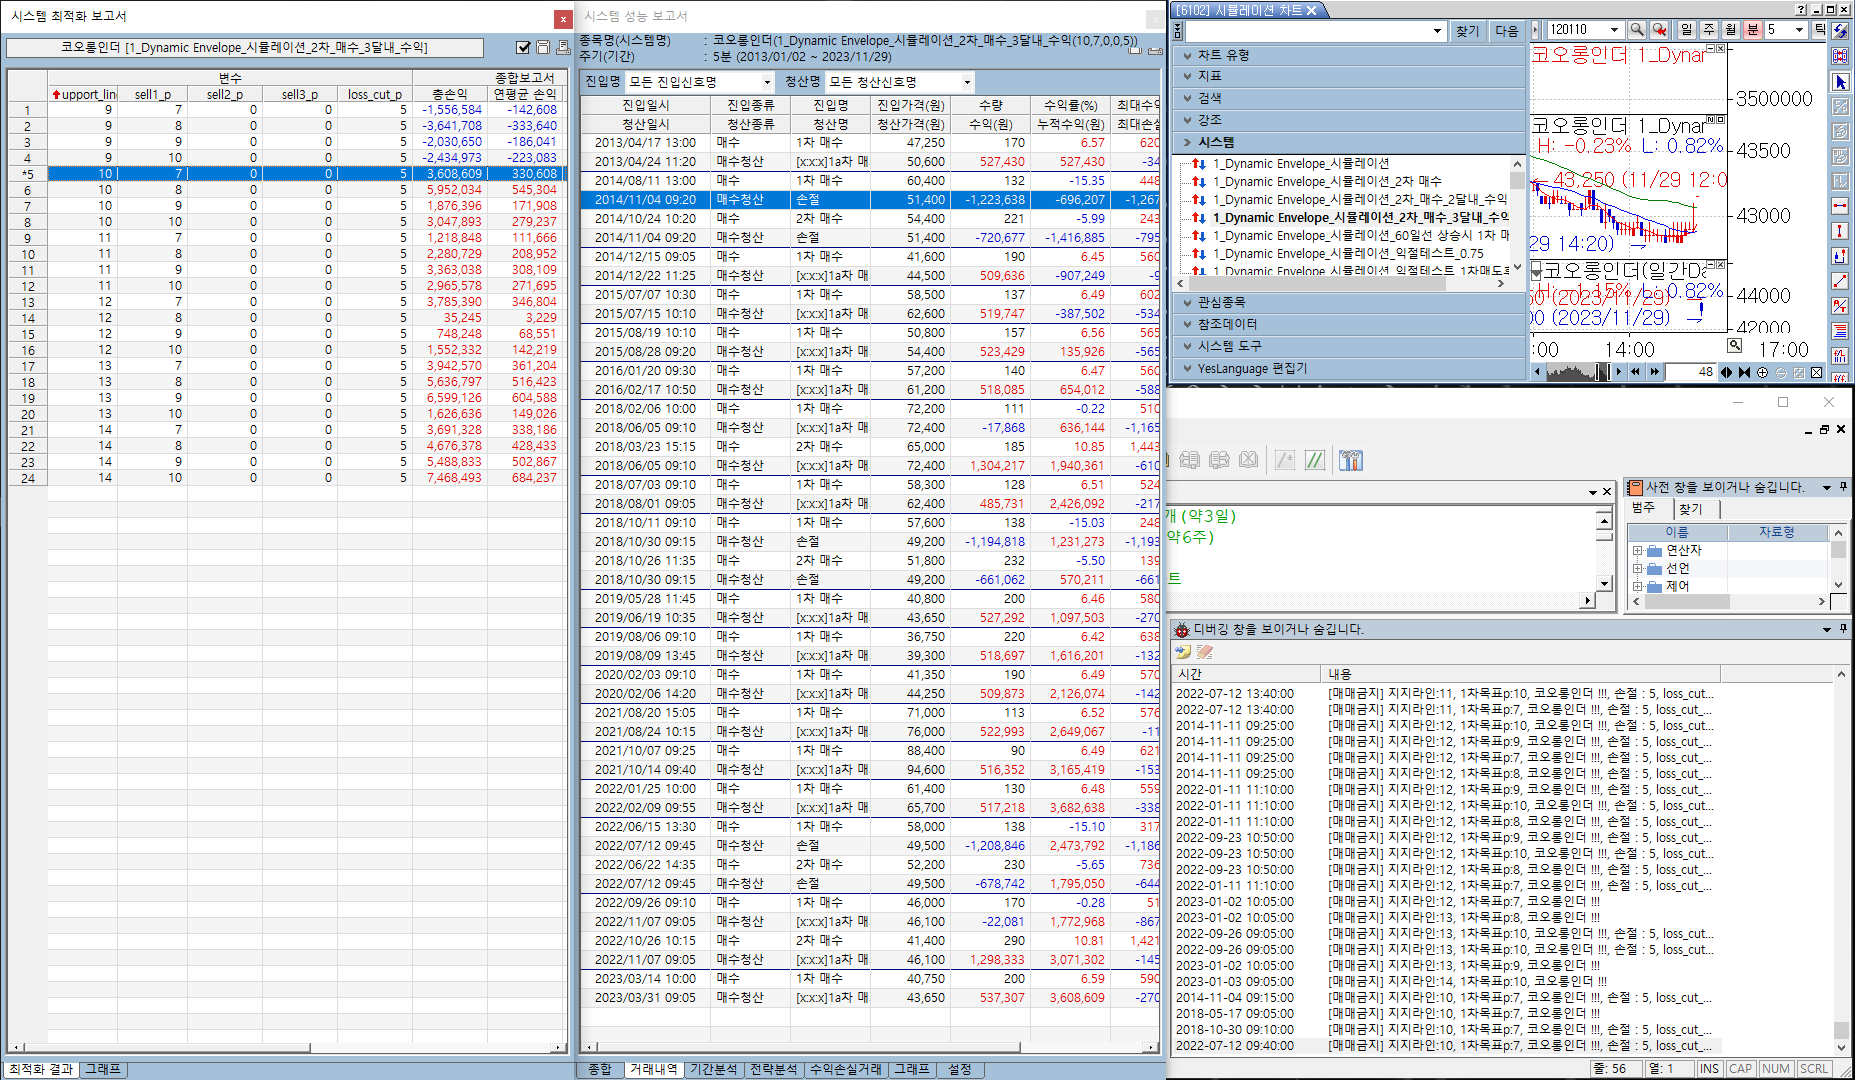 시스템 최적화 보고서
코오롱인더 [1_Dynamic Envelope_시뮬레이션_2차_매수_3달내_수익]
변수 종합보고서
upport_line sell1_p sell2_p sell3_p loss_cut_p 총손익 연평균 손익
1 9 7 0 0 5 -1,556,584 -142,608
2 9 8 0 0 5 -3,641,708 -333,640
3 9 9 0 0 5 -2,030,650 -186,041
4 9 10 0 0 5 -2,434,973 -223,083
*5 10 7 0 0 5 3,608,609 330,608
6 10 8 0 0 5 5,952,034 545,304
7 10 9 0 0 5 1,876,396 171,908
8 10 10 0 0 5 3,047,893 279,237
9 11 7 0 0 5 1,218,848 111,666
10 11 8 0 0 5 2,280,729 208,952
11 11 9 0 0 5 3,363,038 308,109
12 11 10 0 0 5 2,965,578 271,695
13 12 7 0 0 5 3,785,390 346,804
14 12 8 0 0 5 35,245 3,229
15 12 9 0 0 5 748,248 68,551
16 12 10 0 0 5 1,552,332 142,219
17 13 7 0 0 5 3,942,570 361,204
18 13 8 0 0 5 5,636,797 516,423
19 13 9 0 0 5 6,599,126 604,588
20 13 10 0 0 5 1,626,636 149,026
21 14 7 0 0 5 3,691,328 338,186
22 14 8 0 0 5 4,676,378 428,433
23 14 9 0 0 5 5,488,833 502,867
24 14 10 0 0 5 7,468,493 684,237
최적화 결과 그래프
시스템 성능 보고서
종목명(시스템명) : 코오롱인더(1_Dynamic Envelope_시뮬레이션_2차_매수_3달내_수익(10,7,0,0,5))
주기(기간) : 5분 (2013/01/02 ~ 2023/11/29)
진입명 모든 진입신호명 청산명 모든 청산신호명
진입일시 진입종류 진입명 진입가격(원) 수량 수익률(%) 최대수익
청산일시 청산종류 청산명 청산가격(원) 수익(원) 누적수익(원) 최대손실
2013/04/17 13:00 매수 1차 매수 47,250 170 6.57 620
2013/04/24 11:20 매수청산 [x:x:x]1a차 매 50,600 527,430 527,430 -34
2014/08/11 13:00 매수 1차 매수 60,400 132 -15.35 448
2014/11/04 09:20 매수청산 손절 51,400 -1,223,638 -696,207 -1,267
2014/10/24 10:20 매수 2차 매수 54,400 221 -5.99 243
2014/11/04 09:20 매수청산 손절 51,400 -720,677 -1,416,885 -795
2014/12/15 09:05 매수 1차 매수 41,600 190 6.45 560
2014/12/22 11:25 매수청산 [x:x:x]1a차 매 44,500 509,636 -907,249 -9
2015/07/07 10:30 매수 1차 매수 58,500 137 6.49 602
2015/07/15 10:10 매수청산 [x:x:x]1a차 매 62,600 519,747 -387,502 -534
2015/08/19 10:10 매수 1차 매수 50,800 157 6.56 565
2015/08/28 09:20 매수청산 [x:x:x]1a차 매 54,400 523,429 135,926 -565
2016/01/20 09:30 매수 1차 매수 57,200 140 6.47 560
2016/02/17 10:50 매수청산 [x:x:x]1a차 매 61,200 518,085 654,012 -588
2018/02/06 10:00 매수 1차 매수 72,200 111 -0.22 510
2018/06/05 09:10 매수청산 [x:x:x]1a차 매 72,400 -17,868 636,144 -1,165
2018/03/23 15:15 매수 2차 매수 65,000 185 10.85 1,443
2018/06/05 09:10 매수청산 [x:x:x]1a차 매 72,400 1,304,217 1,940,361 -610
2018/07/03 09:10 매수 1차 매수 58,300 128 6.51 524
2018/08/01 09:05 매수청산 [x:x:x]1a차 매 62,400 485,731 2,426,092 -217
2018/10/11 09:10 매수 1차 매수 57,600 138 -15.03 248
2018/10/30 09:15 매수청산 손절 49,200 -1,194,818 1,231,273 -1,193
2018/10/26 11:35 매수 2차 매수 51,800 232 -5.50 139
2018/10/30 09:15 매수청산 손절 49,200 -661,062 570,211 -661
2019/05/28 11:45 매수 1차 매수 40,800 200 6.46 580
2019/06/19 10:35 매수청산 [x:x:x]1a차 매 43,650 527,292 1,097,503 -270
2019/08/06 09:10 매수 1차 매수 36,750 220 6.42 638
2019/08/09 13:45 매수청산 [x:x:x]1a차 매 39,300 518,697 1,616,201 -132
2020/02/03 09:10 매수 1차 매수 41,350 190 6.49 570
2020/02/06 14:20 매수청산 [x:x:x]1a차 매 44,250 509,873 2,126,074 -142
2021/08/20 15:05 매수 1차 매수 71,000 113 6.52 576
2021/08/24 10:15 매수청산 [x:x:x]1a차 매 76,000 522,993 2,649,067 -11
2021/10/07 09:25 매수 1차 매수 88,400 90 6.49 621
2021/10/14 09:40 매수청산 [x:x:x]1a차 매 94,600 516,352 3,165,419 -153
2022/01/25 10:00 매수 1차 매수 61,400 130 6.48 559
2022/02/09 09:55 매수청산 [x:x:x]1a차 매 65,700 517,218 3,682,638 -338
2022/06/15 13:30 매수 1차 매수 58,000 138 -15.10 317
2022/07/12 09:45 매수청산 손절 49,500 -1,208,846 2,473,792 -1,186
2022/06/22 14:35 매수 2차 매수 52,200 230 -5.65 736
2022/07/12 09:45 매수청산 손절 49,500 -678,742 1,795,050 -644
2022/09/26 09:10 매수 1차 매수 46,000 170 -0.28 51
2022/11/07 09:05 매수청산 [x:x:x]1a차 매 46,100 -22,081 1,772,968 -867
2022/10/26 10:15 매수 2차 매수 41,400 290 10.81 1,421
2022/11/07 09:05 매수청산 [x:x:x]1a차 매 46,100 1,298,333 3,071,302 -145
2023/03/14 10:00 매수 1차 매수 40,750 200 6.59 590
2023/03/31 09:05 매수청산 [x:x:x]1a차 매 43,650 537,307 3,608,609 -270
종합 거래내역 기간분석 전략분석 수익손실거래 그래프 설정
[6102] 시뮬레이션 차트
찾기 다음 120110 일 주 월 분 5 틱
차트 유형
지표
검색
강조
시스템
1_Dynamic Envelope_시뮬레이션
1_Dynamic Envelope_시뮬레이션_2차 매수
1_Dynamic Envelope_시뮬레이션_2차_매수_2달내_수익
1_Dynamic Envelope_시뮬레이션_2차_매수_3달내_수익
1_Dynamic Envelope_시뮬레이션_60일선 상승시 1차 매
1_Dynamic Envelope_시뮬레이션_익절테스트_0.75
1_Dynamic Envelope_시뮬레이션_익절테스트_1차매도후
관심종목
참조데이터
시스템 도구
YesLanguage 편집기
코오롱인더 1_Dynar
3500000
코오롱인더 1_Dynar
H: -0.23% L: 0.82%
43500
43,250 (11/29 12:0
43000
29 14:20)
코오롱인더(일간Da
H: -1.15% L: 0.82%
44000
00 (2023/11/29)
00 (2023/11/29)
42000
:00 14:00 17:00
48
개(약3일)
약6주)
트
사전 창을 보이거나 숨깁니다.
범주 찾기
이름 자료형
연산자
선언
제어
디버깅 창을 보이거나 숨깁니다.
시간 내용
2022-07-12 13:40:00 [매매금지] 지지라인:11, 1차목표p:10, 코오롱인더 !!!, 손절 : 5, loss_cut...
2022-07-12 13:40:00 [매매금지] 지지라인:11, 1차목표p:7, 코오롱인더 !!!, 손절 : 5, loss_cut_...
2014-11-11 09:25:00 [매매금지] 지지라인:12, 1차목표p:10, 코오롱인더 !!!, 손절 : 5, loss_cut...
2014-11-11 09:25:00 [매매금지] 지지라인:12, 1차목표p:9, 코오롱인더 !!!, 손절 : 5, loss_cut_...
2014-11-11 09:25:00 [매매금지] 지지라인:12, 1차목표p:7, 코오롱인더 !!!, 손절 : 5, loss_cut_...
2014-11-11 09:25:00 [매매금지] 지지라인:12, 1차목표p:8, 코오롱인더 !!!, 손절 : 5, loss_cut_...
2022-01-11 11:10:00 [매매금지] 지지라인:12, 1차목표p:9, 코오롱인더 !!!, 손절 : 5, loss_cut_...
2022-01-11 11:10:00 [매매금지] 지지라인:12, 1차목표p:10, 코오롱인더 !!!, 손절 : 5, loss_cut...
2022-01-11 11:10:00 [매매금지] 지지라인:12, 1차목표p:8, 코오롱인더 !!!, 손절 : 5, loss_cut_...
2022-09-23 10:50:00 [매매금지] 지지라인:12, 1차목표p:9, 코오롱인더 !!!, 손절 : 5, loss_cut_...
2022-09-23 10:50:00 [매매금지] 지지라인:12, 1차목표p:10, 코오롱인더 !!!, 손절 : 5, loss_cut...
2022-09-23 10:50:00 [매매금지] 지지라인:12, 1차목표p:8, 코오롱인더 !!!, 손절 : 5, loss_cut_...
2022-01-11 11:10:00 [매매금지] 지지라인:12, 1차목표p:7, 코오롱인더 !!!, 손절 : 5, loss_cut_...
2023-01-02 10:05:00 [매매금지] 지지라인:12, 1차목표p:7, 코오롱인더 !!!
2023-01-02 10:05:00 [매매금지] 지지라인:13, 1차목표p:8, 코오롱인더 !!!
2022-09-26 09:05:00 [매매금지] 지지라인:13, 1차목표p:10, 코오롱인더 !!!, 손절 : 5, loss_cut...
2022-09-26 09:05:00 [매매금지] 지지라인:13, 1차목표p:10, 코오롱인더 !!!, 손절 : 5, loss_cut...
2023-01-02 10:05:00 [매매금지] 지지라인:13, 1차목표p:9, 코오롱인더 !!!
2023-01-03 09:05:00 [매매금지] 지지라인:14, 1차목표p:10, 코오롱인더 !!!
2014-11-04 09:15:00 [매매금지] 지지라인:10, 1차목표p:7, 코오롱인더 !!!, 손절 : 5, loss_cut_...
2018-05-17 09:05:00 [매매금지] 지지라인:10, 1차목표p:7, 코오롱인더 !!!
2018-10-30 09:10:00 [매매금지] 지지라인:10, 1차목표p:7, 코오롱인더 !!!, 손절 : 5, loss_cut_...
2022-07-12 09:40:00 [매매금지] 지지라인:10, 1차목표p:7, 코오롱인더 !!!, 손절 : 5, loss_cut_...
줄: 56 열: 1 INS CAP NUM SCRL